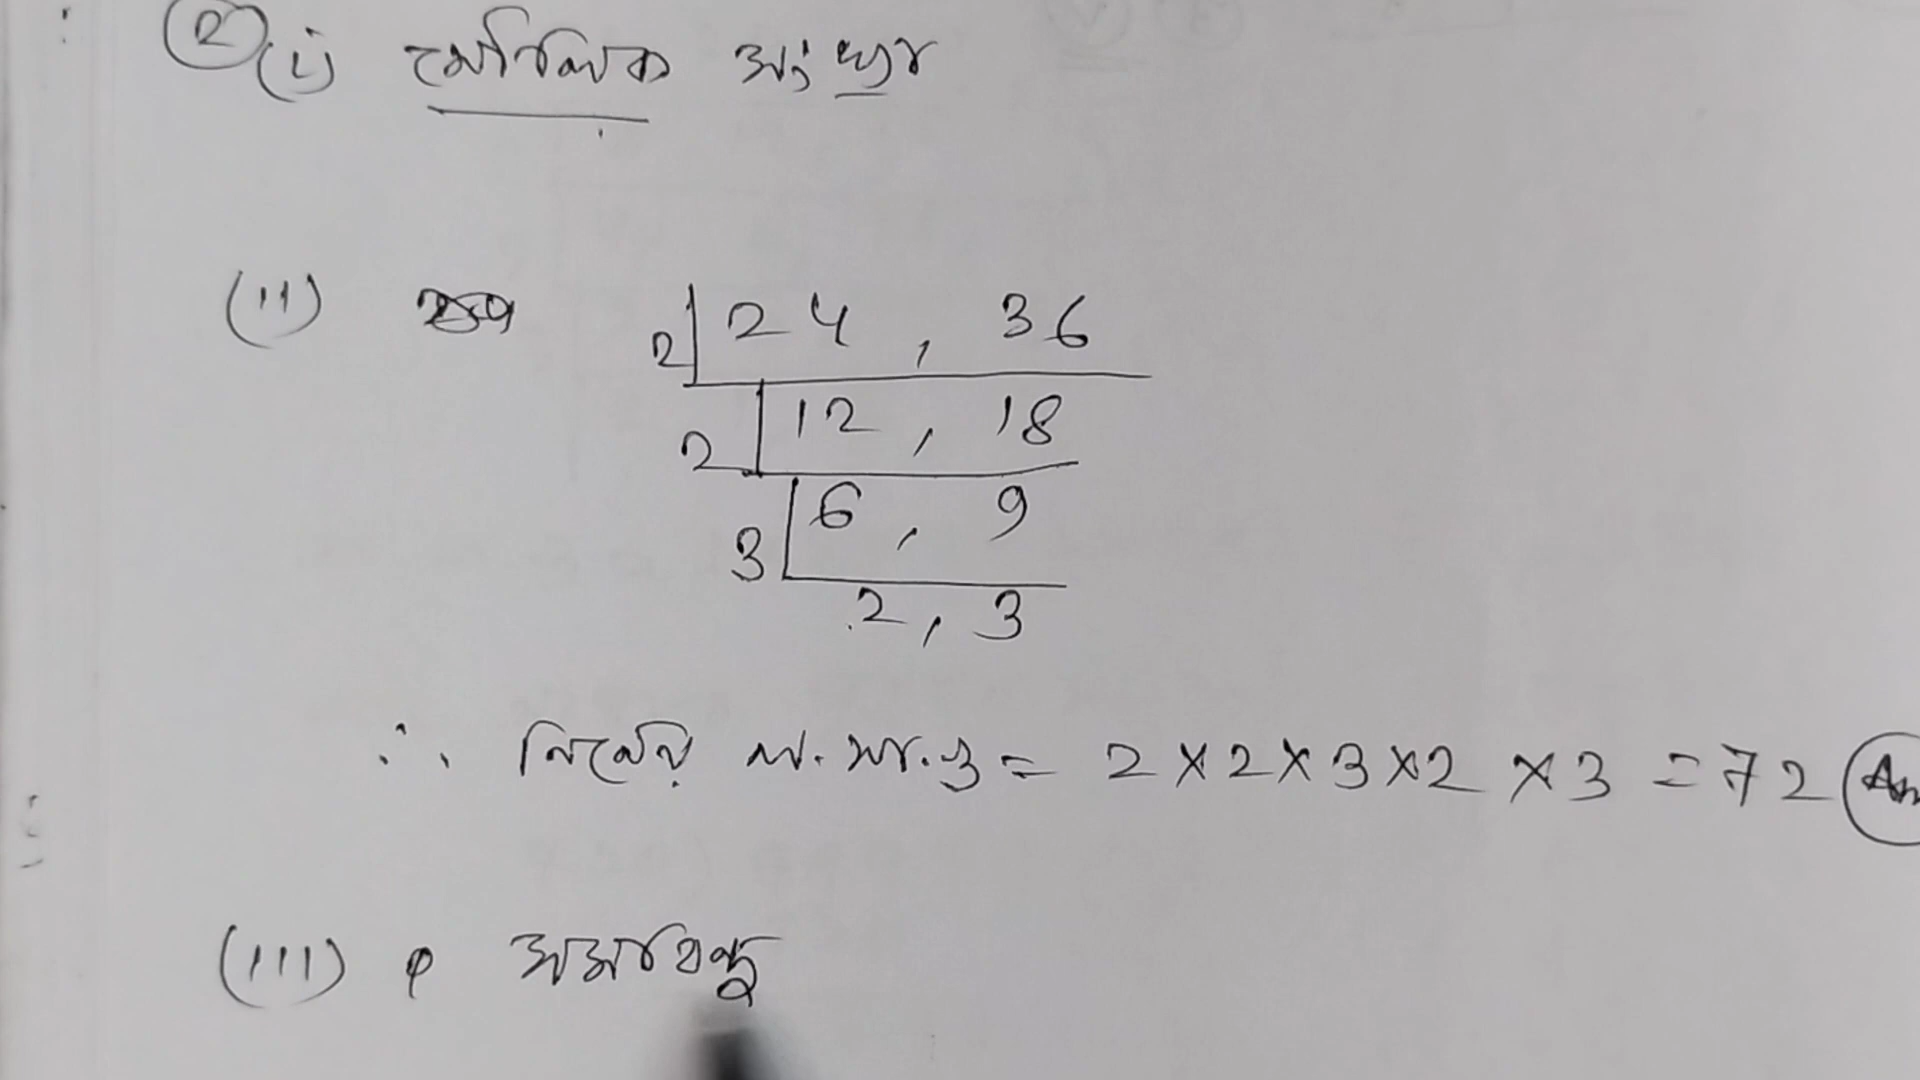 2 (i) মৌলিক সংখ্যার
(ii) 2 | 24, 36
2 | 12, 18
3 | 6, 9
2, 3
∴ নির্ণেয় ল.সা.গু = 2 × 2 × 3 × 2 × 3 = 72 Ans
(iii)